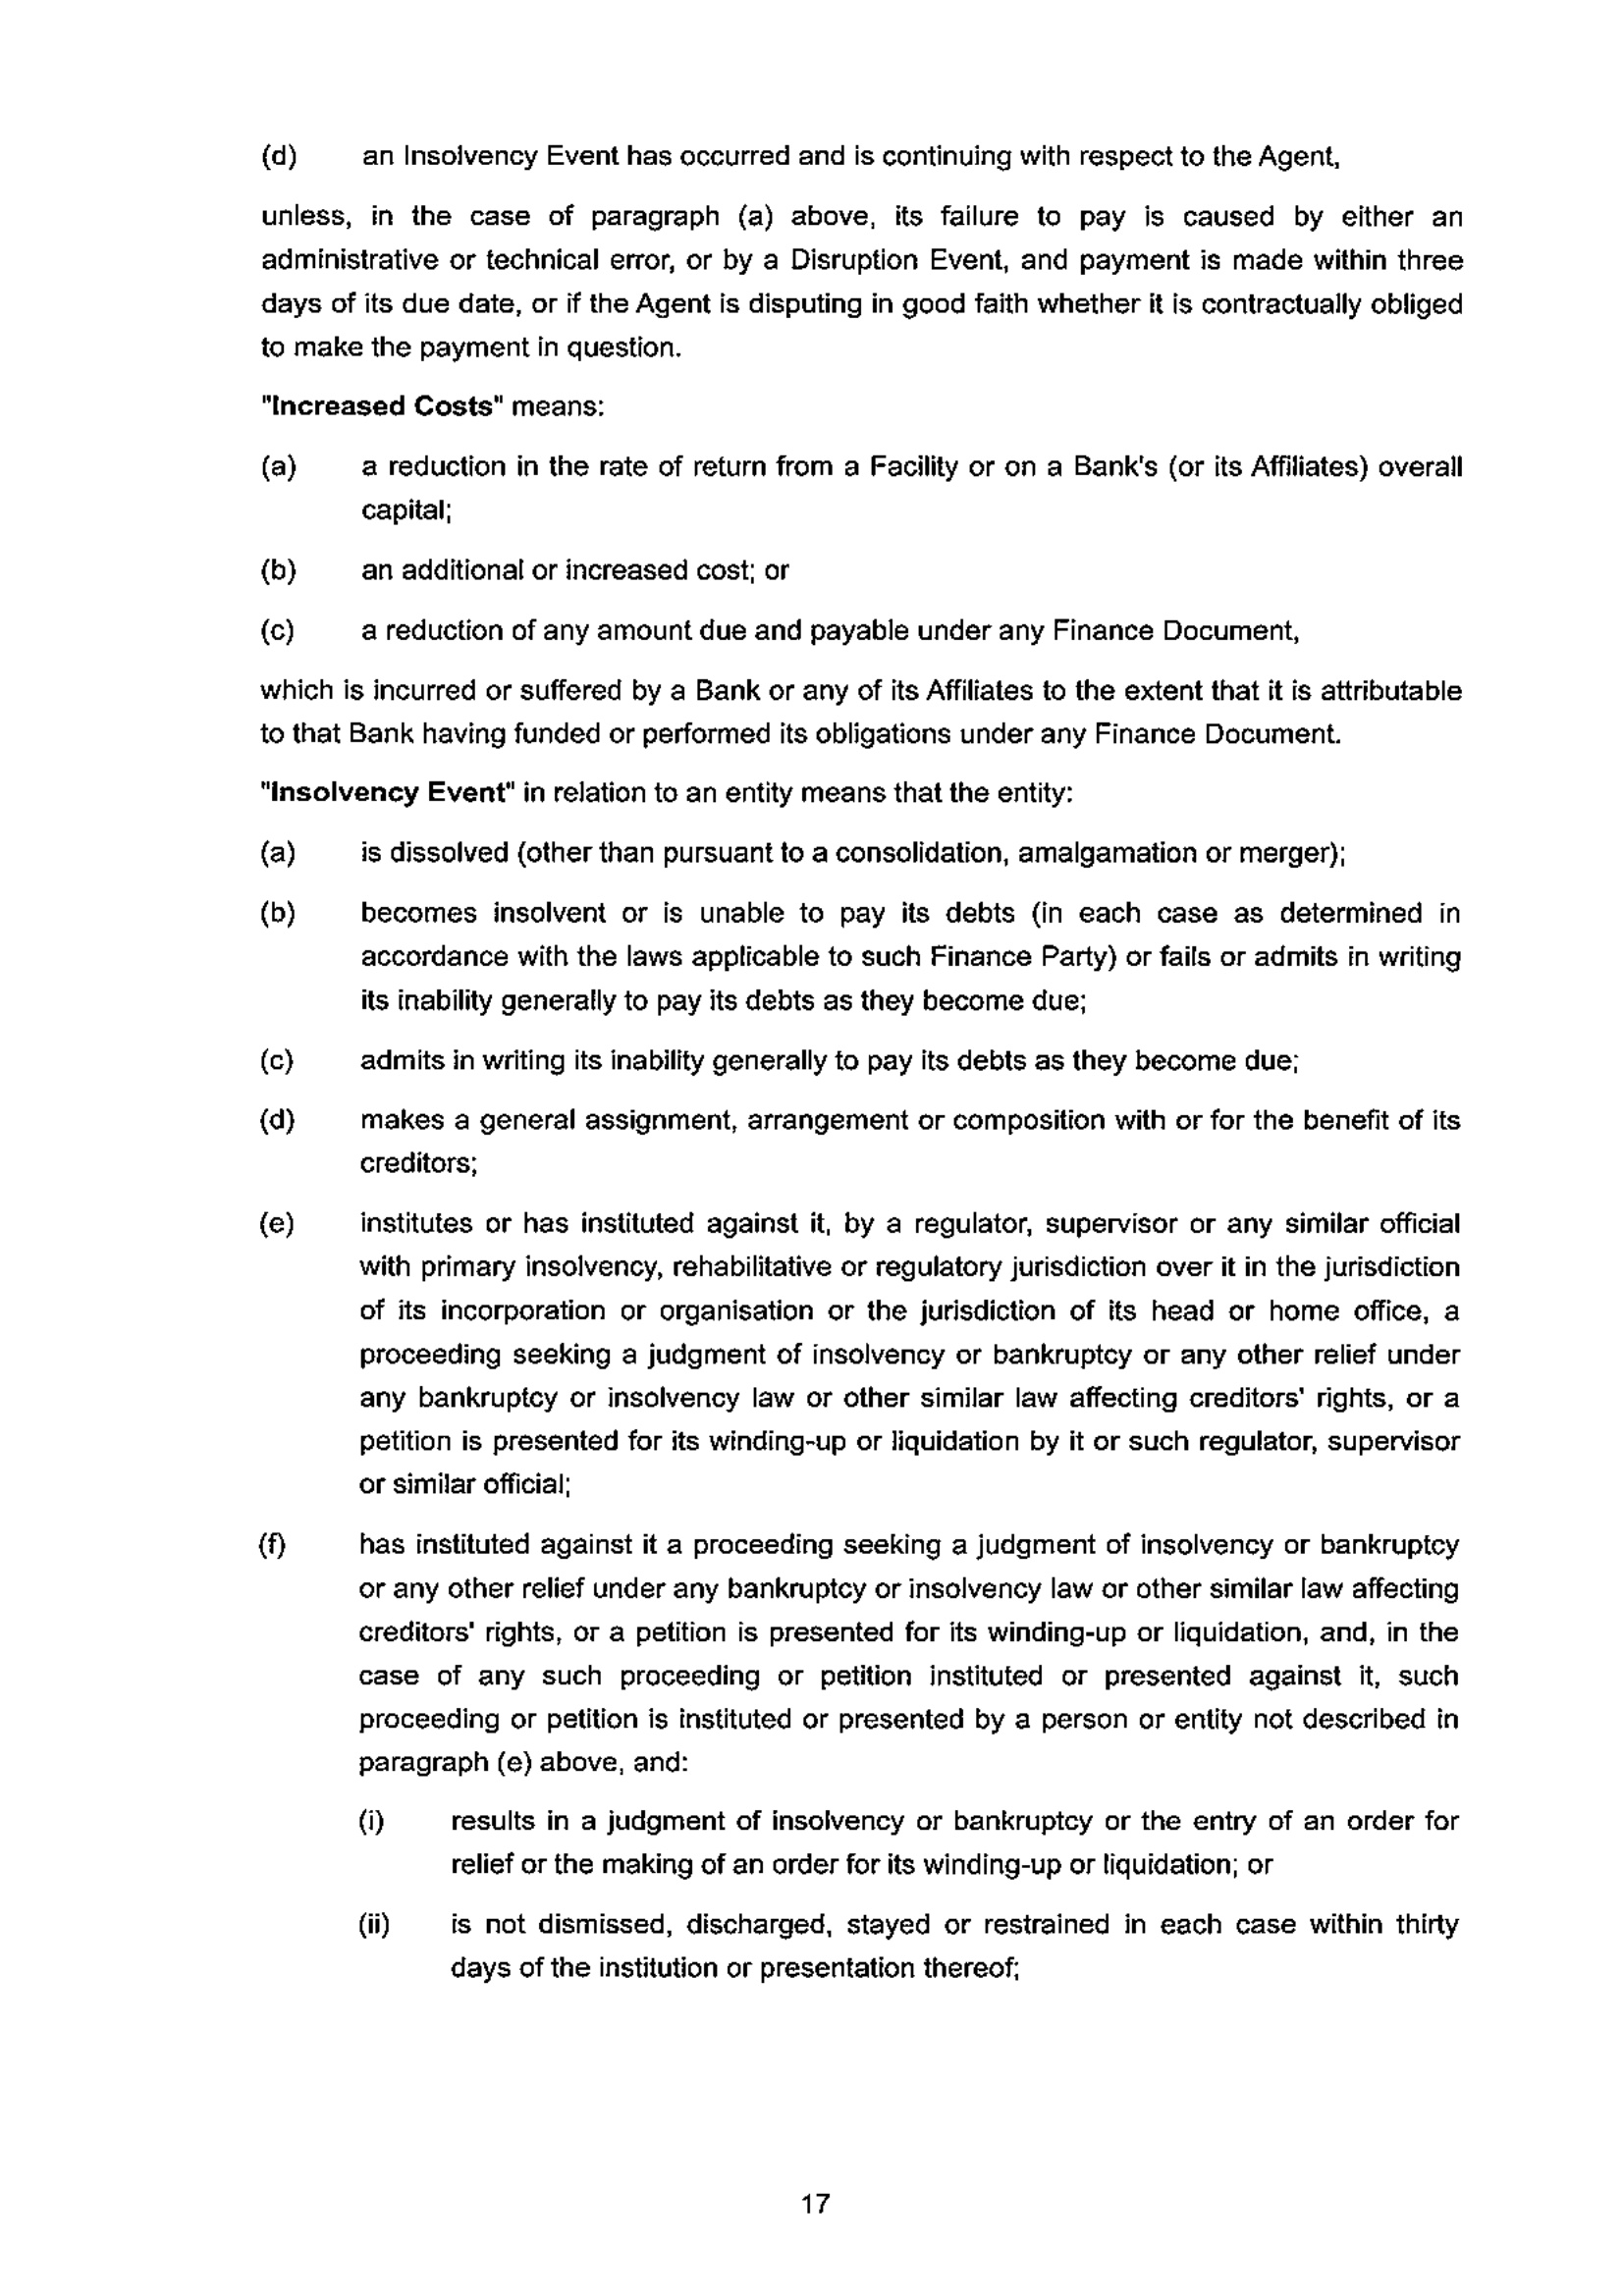 (d) an Insolvency Event has occurred and is continuing with respect to the Agent,
unless, in the case of paragraph (a) above, its failure to pay is caused by either an
administrative or technical error, or by a Disruption Event, and payment is made within three
days of its due date, or if the Agent is disputing in good faith whether it is contractually obliged
to make the payment in question.
"Increased Costs" means:
(a) a reduction in the rate of return from a Facility or on a Bank's (or its Affiliates) overall
capital;
(b) an additional or increased cost; or
(c) a reduction of any amount due and payable under any Finance Document,
which is incurred or suffered by a Bank or any of its Affiliates to the extent that it is attributable
to that Bank having funded or performed its obligations under any Finance Document.
"Insolvency Event" in relation to an entity means that the entity:
(a) is dissolved (other than pursuant to a consolidation, amalgamation or merger);
(b) becomes insolvent or is unable to pay its debts (in each case as determined in
accordance with the laws applicable to such Finance Party) or fails or admits in writing
its inability generally to pay its debts as they become due;
(c) admits in writing its inability generally to pay its debts as they become due;
(d) makes a general assignment, arrangement or composition with or for the benefit of its
creditors;
(e) institutes or has instituted against it, by a regulator, supervisor or any similar official
with primary insolvency, rehabilitative or regulatory jurisdiction over it in the jurisdiction
of its incorporation or organisation or the jurisdiction of its head or home office, a
proceeding seeking a judgment of insolvency or bankruptcy or any other relief under
any bankruptcy or insolvency law or other similar law affecting creditors' rights, or a
petition is presented for its winding-up or liquidation by it or such regulator, supervisor
or similar official;
(f) has instituted against it a proceeding seeking a judgment of insolvency or bankruptcy
or any other relief under any bankruptcy or insolvency law or other similar law affecting
creditors' rights, or a petition is presented for its winding-up or liquidation, and, in the
case of any such proceeding or petition instituted or presented against it, such
proceeding or petition is instituted or presented by a person or entity not described in
paragraph (e) above, and:
(i) results in a judgment of insolvency or bankruptcy or the entry of an order for
relief or the making of an order for its winding-up or liquidation; or
(ii) is not dismissed, discharged, stayed or restrained in each case within thirty
days of the institution or presentation thereof;
17